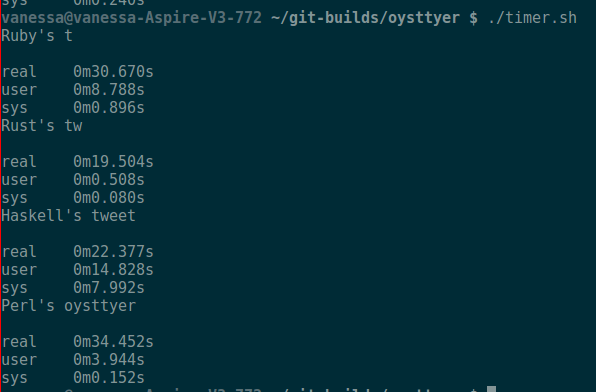 sys     0m0.240s
vanessa@vanessa-Aspire-V3-772 ~/git-builds/oysttyer $ ./timer.sh
Ruby's t
real    0m30.670s
user    0m8.788s
sys     0m0.896s
Rust's tw
real    0m19.504s
user    0m0.508s
sys     0m0.080s
Haskell's tweet
real    0m22.377s
user    0m14.828s
sys     0m7.992s
Perl's oysttyer
real    0m34.452s
user    0m3.944s
sys     0m0.152s
vanessa@vanessa-Aspire-V3-772 ~/git-builds/oysttyer $